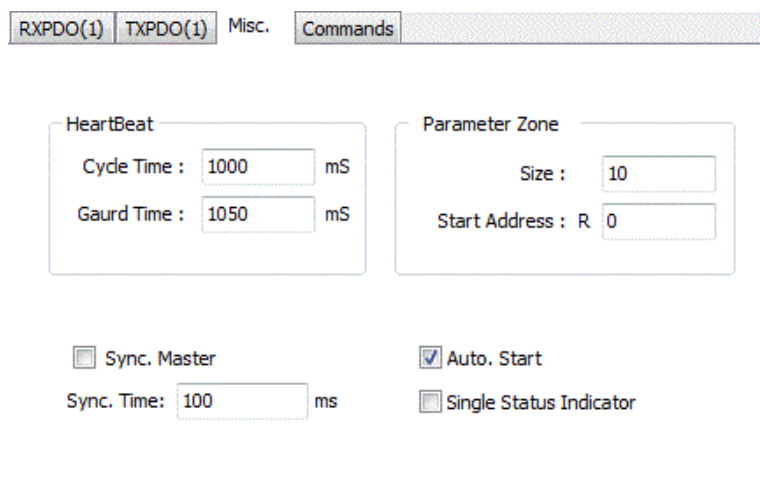 RXPDO(1) TXPDO(1) Misc. Commands
HeartBeat
Cycle Time : 1000 mS
Gaurd Time : 1050 mS
Parameter Zone
Size : 10
Start Address : R 0
Sync. Master
Sync. Time: 100 ms
Auto. Start
Single Status Indicator